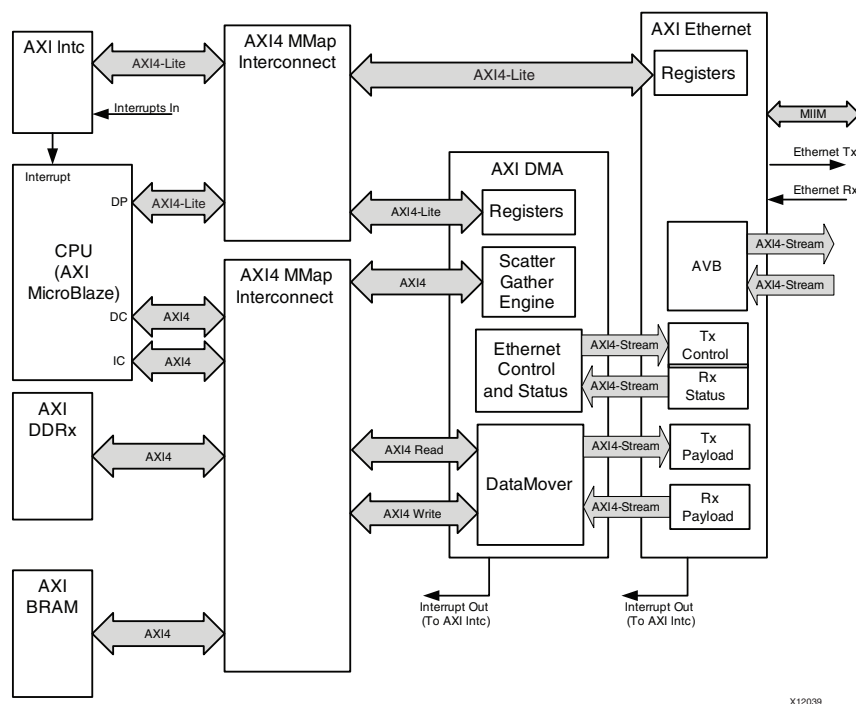 AXI Intc
AXI4-Lite
Interrupts In
AXI4 MMap
Interconnect
AXI4-Lite
AXI Ethernet
Registers
MIIM
Ethernet Tx
Ethernet Rx
Interrupt
CPU
(AXI
MicroBlaze)
DP
AXI4-Lite
DC
AXI4
IC
AXI4
AXI DMA
AXI4-Lite
Registers
AXI4 MMap
Interconnect
AXI4
Scatter
Gather
Engine
AVB
AXI4-Stream
AXI4-Stream
Ethernet
Control
and Status
AXI4-Stream
AXI4-Stream
Tx
Control
Rx
Status
AXI
DDRx
AXI4
AXI4 Read
AXI4 Write
DataMover
AXI4-Stream
AXI4-Stream
Tx
Payload
Rx
Payload
AXI
BRAM
AXI4
Interrupt Out
(To AXI Intc)
Interrupt Out
(To AXI Intc)
X12039